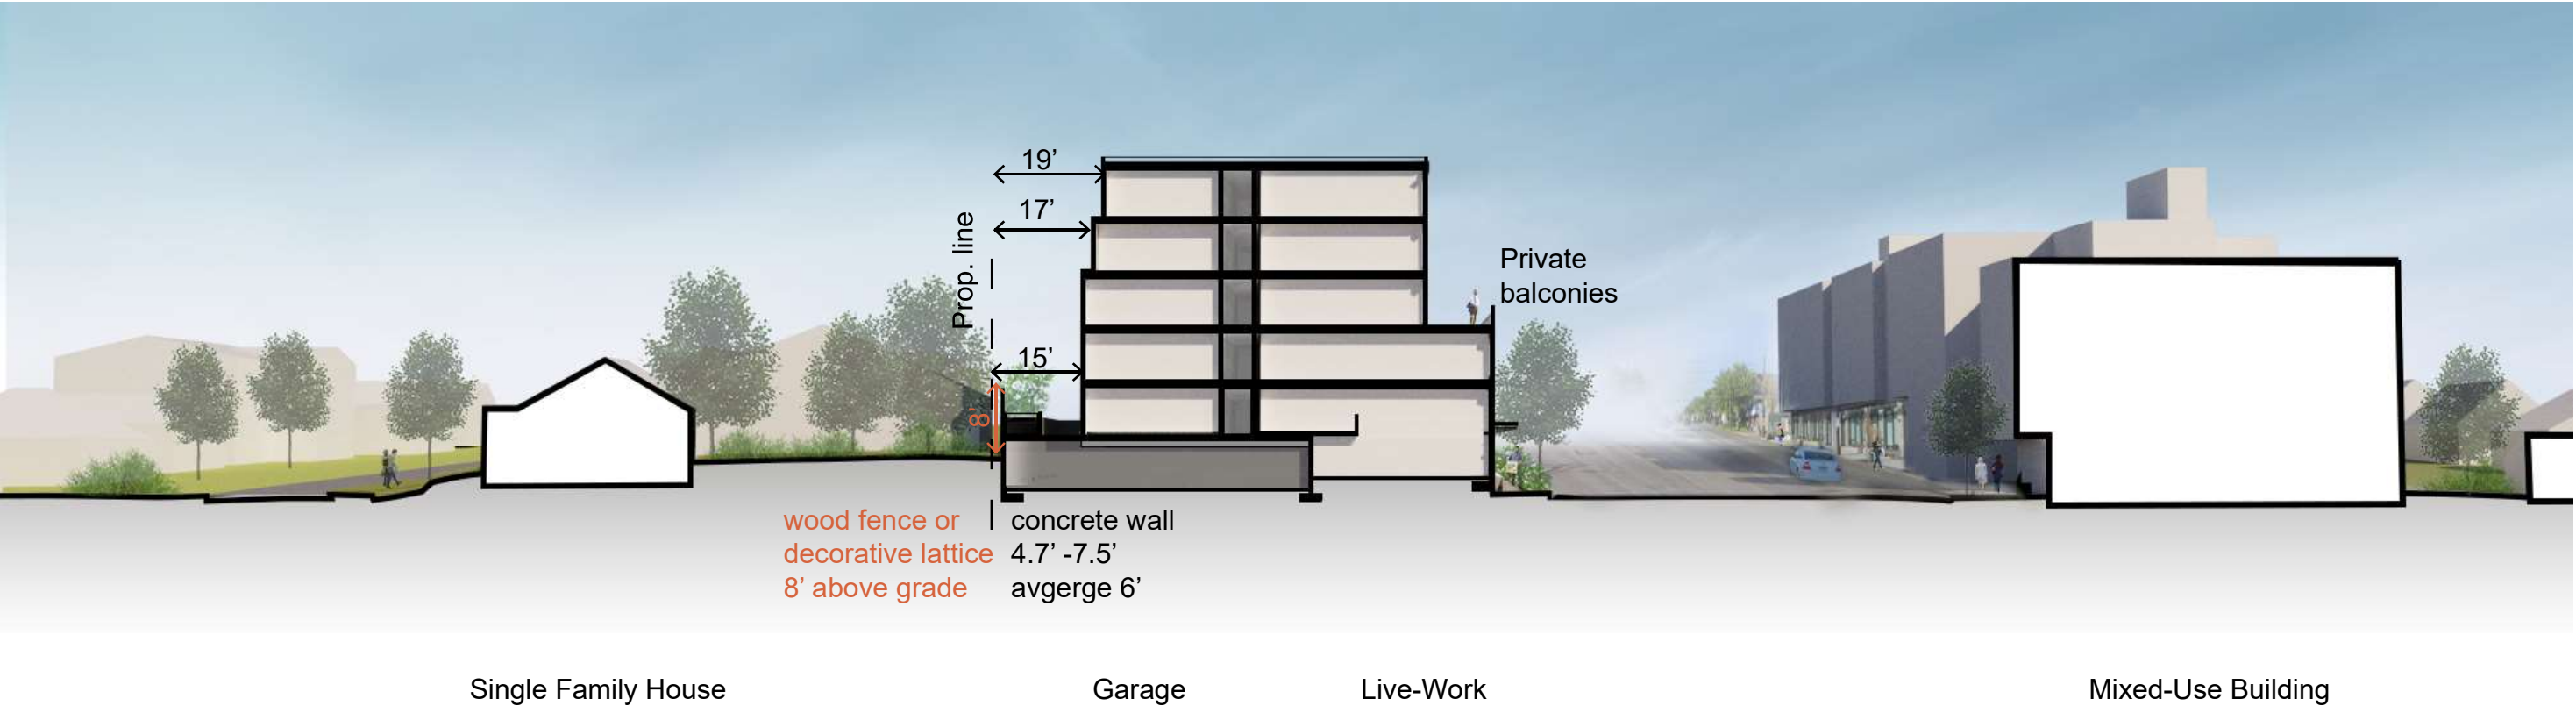 19’
17’
Prop. line
Private
balconies
15’
8’
wood fence or
decorative lattice
8’ above grade
concrete wall
4.7’ -7.5’
avgerge 6’
Single Family House
Garage
Live-Work
Mixed-Use Building